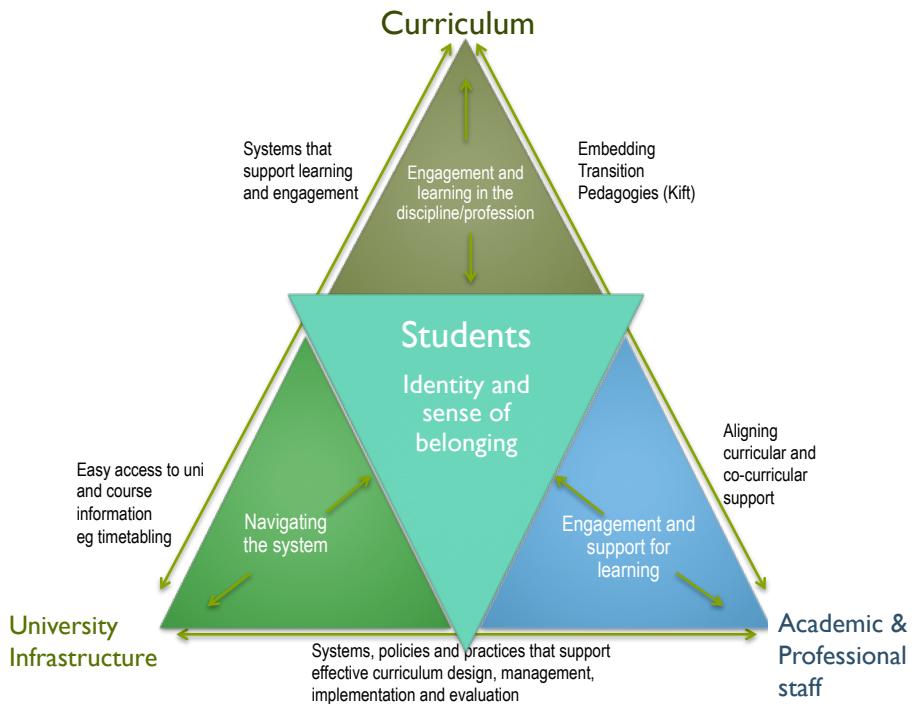 Curriculum
Systems that
support learning
and engagement
Embedding
Transition
Pedagogies (Kift)
Engagement and
learning in the
discipline/profession
Students
Identity and
sense of
belonging
Easy access to uni
and course
information
eg timetabling
Navigating
the system
Engagement and
support for
learning
Aligning
curricular and
co-curricular
support
University
Infrastructure
Systems, policies and practices that support
effective curriculum design, management,
implementation and evaluation
Academic &
Professional
staff